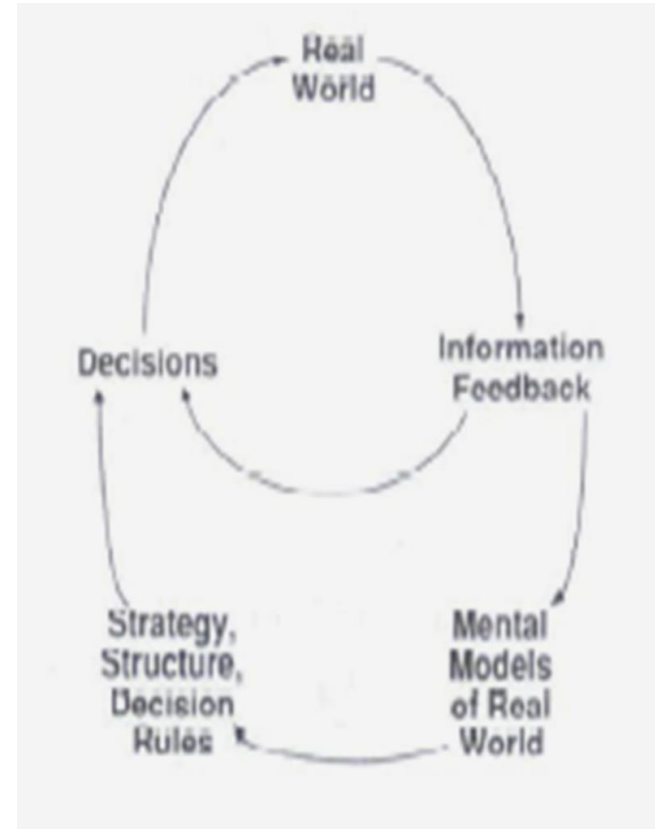 Real
World
Decisions
Information
Feedback
Strategy,
Structure,
Decision
Rules
Mental
Models
of Real
World